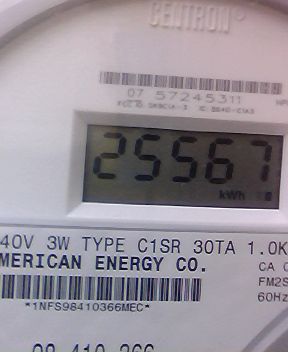 CENTRON®
07 57245311
25567
kWh
40V 3W TYPE C1SR 30TA 1.0K
MERICAN ENERGY CO.
CA 0
FM2S
60Hz
*1NFS98410366MEC*